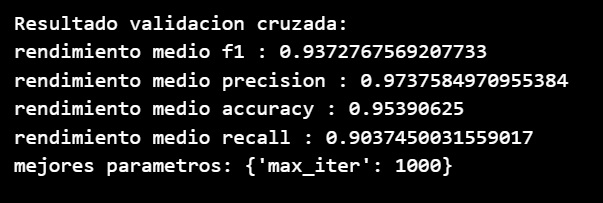 Resultado validacion cruzada:
rendimiento medio f1 : 0.9372767569207733
rendimiento medio precision : 0.9737584970955384
rendimiento medio accuracy : 0.95390625
rendimiento medio recall : 0.9037450031559017
mejores parametros: {'max_iter': 1000}